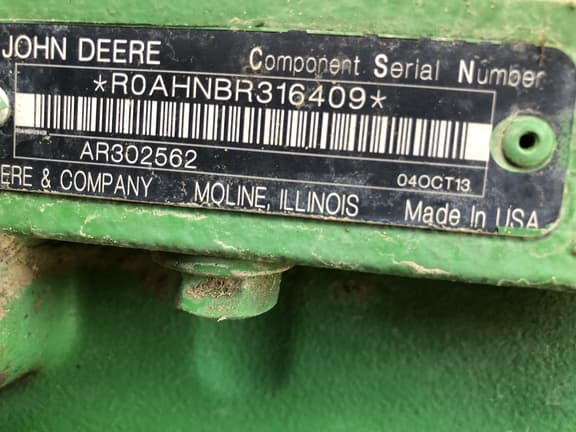 JOHN DEERE Component Serial Number
*R0AHNBR316409*
AR302562
04OCT13
ERE & COMPANY MOLINE, ILLINOIS Made In USA